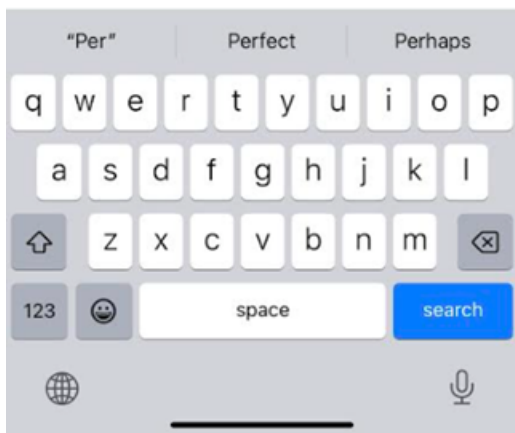 “Per” Perfect Perhaps
q w e r t y u i o p
a s d f g h j k l
z x c v b n m
123 space search